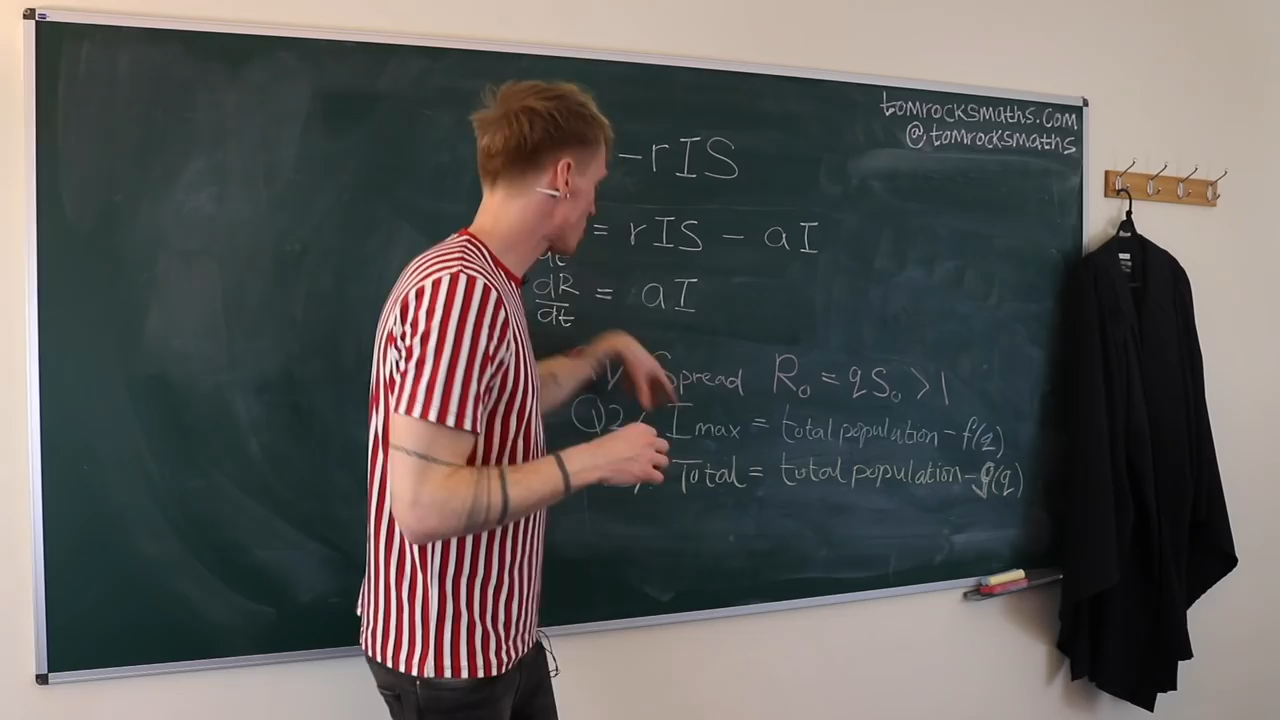 tomrocksmaths.com
@tomrocksmaths
-rIS
= rIS - aI
dt
dR/dt = aI
Spread R₀ = qS₀ >1
Q2/. Imax = total population - f(q)
/. Total = total population - g(q)